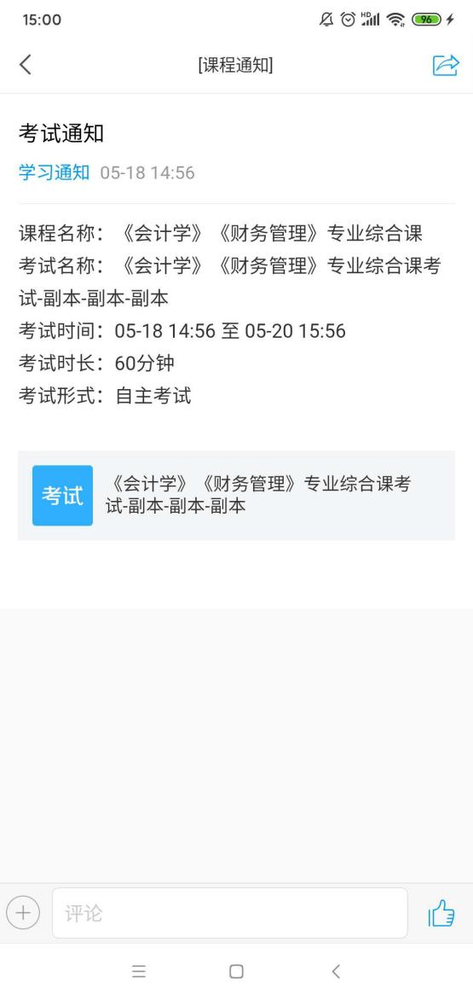 15:00
HD
96
[课程通知]
考试通知
学习通知 05-18 14:56
课程名称：《会计学》《财务管理》专业综合课
考试名称：《会计学》《财务管理》专业综合课考
试-副本-副本-副本
考试时间：05-18 14:56 至 05-20 15:56
考试时长：60分钟
考试形式：自主考试
考试
《会计学》《财务管理》专业综合课考
试-副本-副本-副本
评论